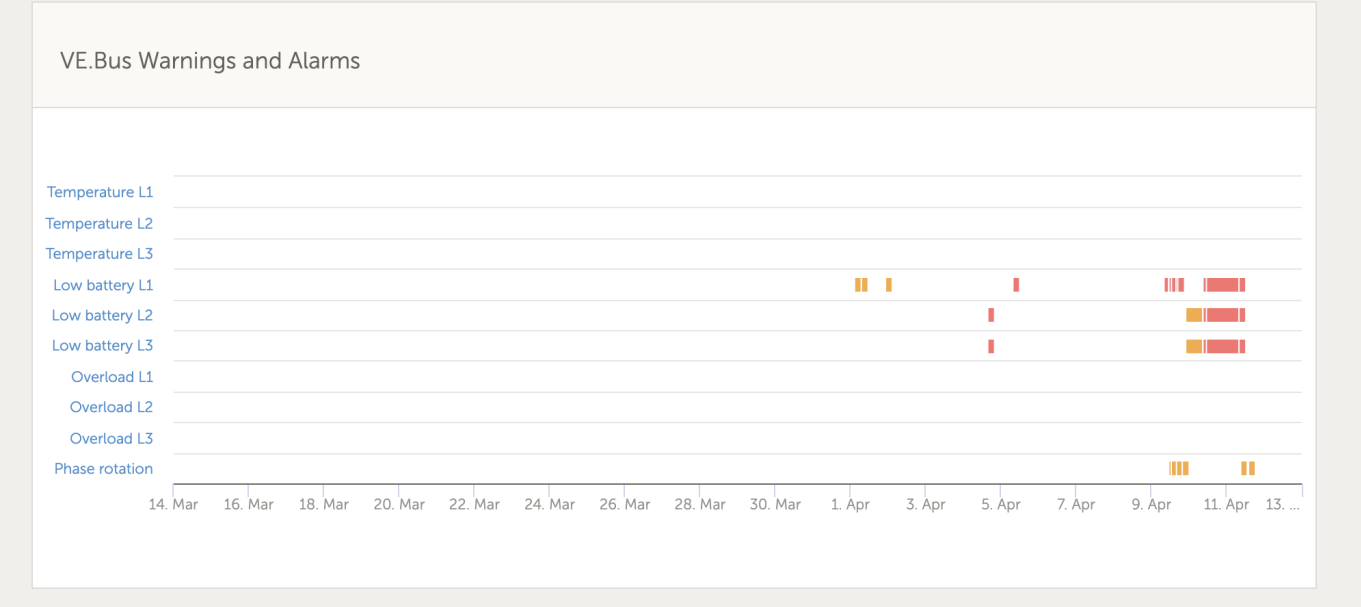 VE.Bus Warnings and Alarms
Temperature L1
Temperature L2
Temperature L3
Low battery L1
Low battery L2
Low battery L3
Overload L1
Overload L2
Overload L3
Phase rotation
14. Mar 16. Mar 18. Mar 20. Mar 22. Mar 24. Mar 26. Mar 28. Mar 30. Mar 1. Apr 3. Apr 5. Apr 7. Apr 9. Apr 11. Apr 13. ...